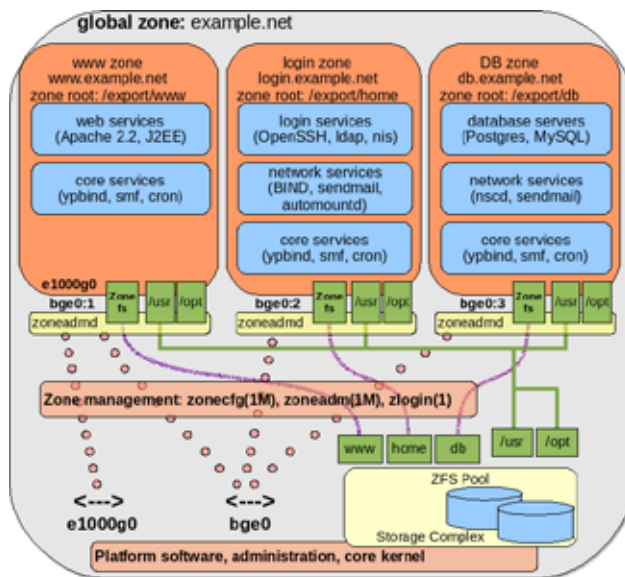 global zone: example.net
www zone
www.example.net
zone root: /export/www
web services
(Apache 2.2, J2EE)
core services
(ypbind, smf, cron)
login zone
login.example.net
zone root: /export/home
login services
(OpenSSH, ldap, nis)
network services
(BIND, sendmail,
automountd)
core services
(ypbind, smf, cron)
DB zone
db.example.net
zone root: /export/db
database servers
(Postgres, MySQL)
network services
(nscd, sendmail)
core services
(ypbind, smf, cron)
e1000g0
bge0:1
Zone
fs
/usr
/opt
zoneadmd
bge0:2
Zone
fs
/usr
/opt
zoneadmd
bge0:3
Zone
fs
/usr
/opt
zoneadmd
Zone management: zonecfg(1M), zoneadm(1M), zlogin(1)
www
home
db
/usr
/opt
<--->
e1000g0
<--->
bge0
ZFS Pool
Storage Complex
Platform software, administration, core kernel